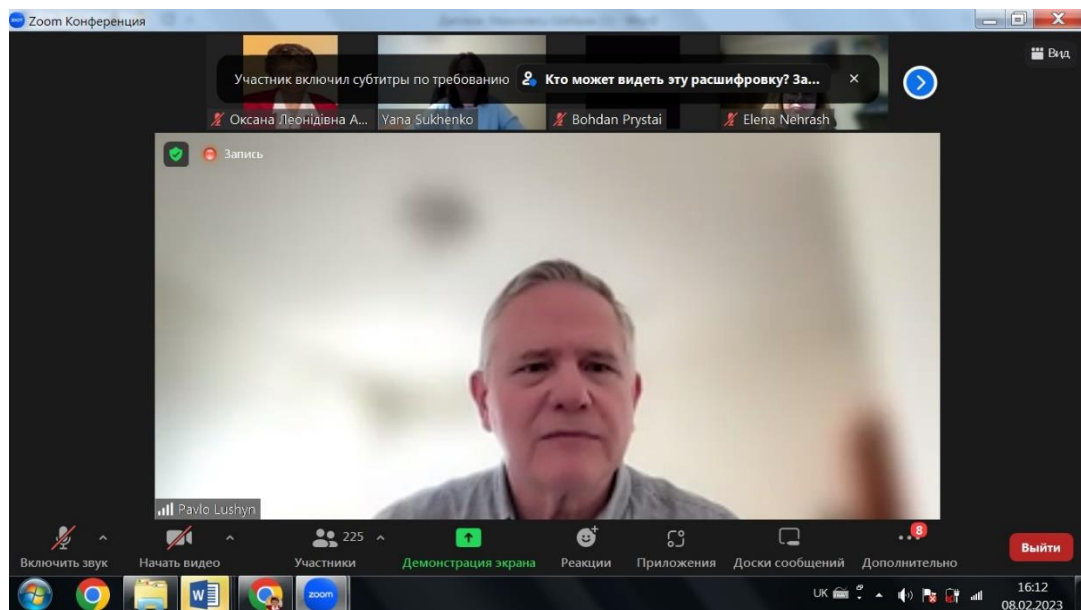 Zoom Конференция
Вид
Участник включил субтитры по требованию
Кто может видеть эту расшифровку? За...
Оксана Леонідівна А...
Yana Sukhenko
Bohdan Prystai
Elena Nehrash
Запись
Pavlo Lushyn
225
8
Включить звук
Начать видео
Участники
Демонстрация экрана
Реакции
Приложения
Доски сообщений
Дополнительно
Выйти
W
zoom
UK
16:12
08.02.2023